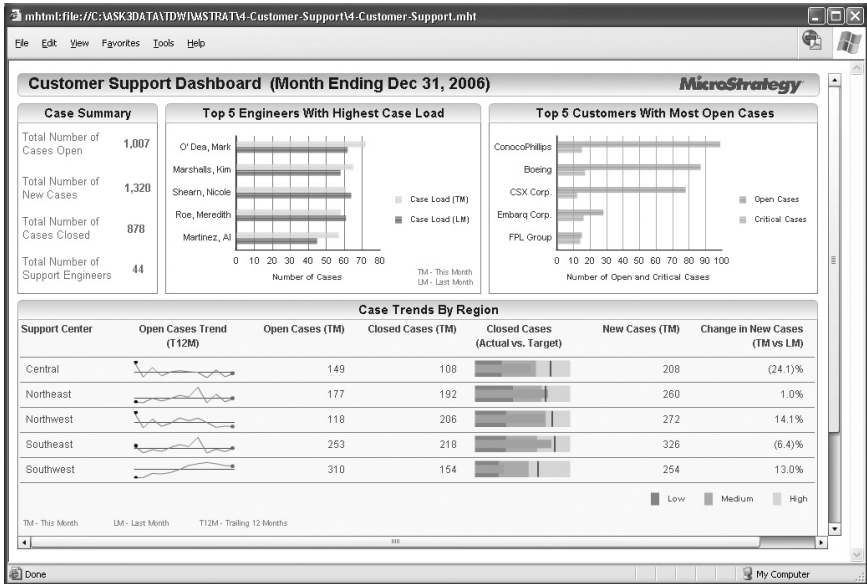 mhtml:file://C:\ASK3DATA\TDWI\MSTRAT\4-Customer-Support\4-Customer-Support.mht
File Edit View Favorites Tools Help
Customer Support Dashboard (Month Ending Dec 31, 2006)
MicroStrategy
Case Summary
Total Number of
Cases Open
1,007
Total Number of
New Cases
1,320
Total Number of
Cases Closed
878
Total Number of
Support Engineers
44
Top 5 Engineers With Highest Case Load
O' Dea, Mark
Marshalls, Kim
Shearn, Nicole
Roe, Meredith
Martinez, Al
0 10 20 30 40 50 60 70 80
Number of Cases
Case Load (TM)
Case Load (LM)
TM - This Month
LM - Last Month
Top 5 Customers With Most Open Cases
ConocoPhillips
Boeing
CSX Corp.
Embarq Corp.
FPL Group
0 10 20 30 40 50 60 70 80 90 100
Number of Open and Critical Cases
Open Cases
Critical Cases
Case Trends By Region
Support Center Open Cases Trend Open Cases (TM) Closed Cases (TM) Closed Cases New Cases (TM) Change in New Cases
(T12M) (Actual vs. Target) (TM vs LM)
Central 149 108 208 (24.1)%
Northeast 177 192 260 1.0%
Northwest 118 206 272 14.1%
Southeast 253 218 326 (6.4)%
Southwest 310 154 254 13.0%
Low Medium High
TM - This Month LM - Last Month T12M - Trailing 12 Months
Done My Computer